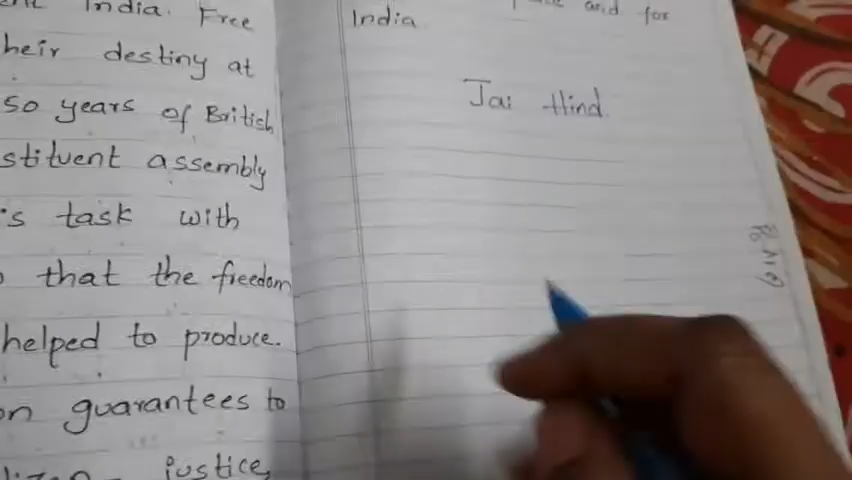 India. Free
heir destiny at
50 years of British
stituent assembly
's task with
that the freedom
helped to produce.
on guarantees to
justice,
and for
India
Jai Hind.